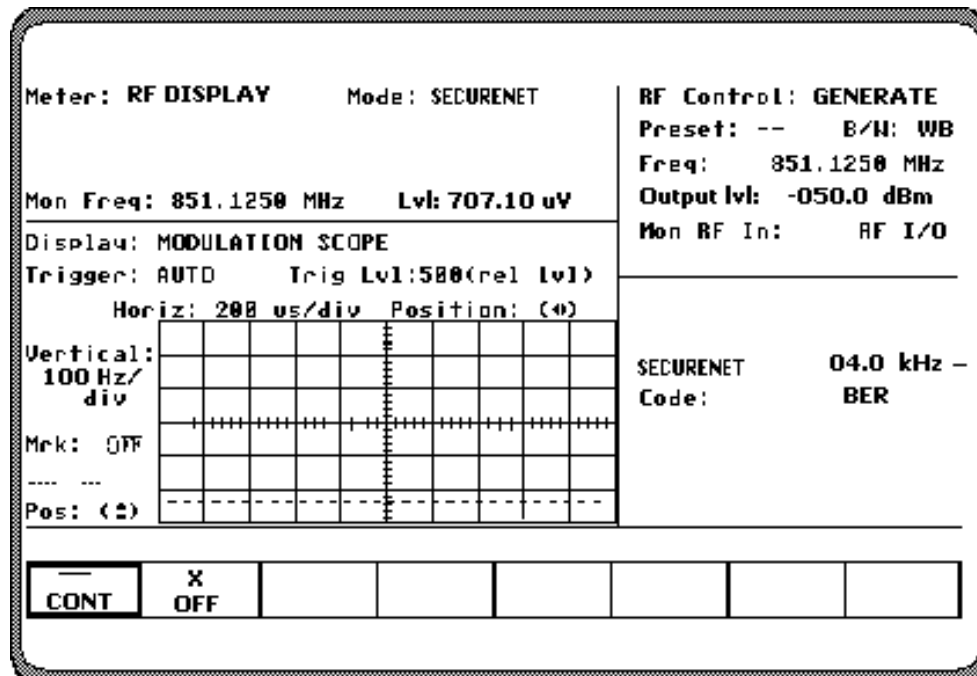 Meter: RF DISPLAY Mode: SECURENET
Mon Freq: 851.1250 MHz Lvl: 707.10 uV
RF Control: GENERATE
Preset: -- B/W: WB
Freq: 851.1250 MHz
Output lvl: -050.0 dBm
Mon RF In: RF I/O
Display: MODULATION SCOPE
Trigger: AUTO Trig Lvl:500(rel lvl)
Horiz: 200 us/div Position: (⬌)
Vertical:
100 Hz/
div
Mrk: OFF
---- ---
Pos: (⬍)
SECURENET 04.0 kHz –
Code: BER
CONT
X
OFF